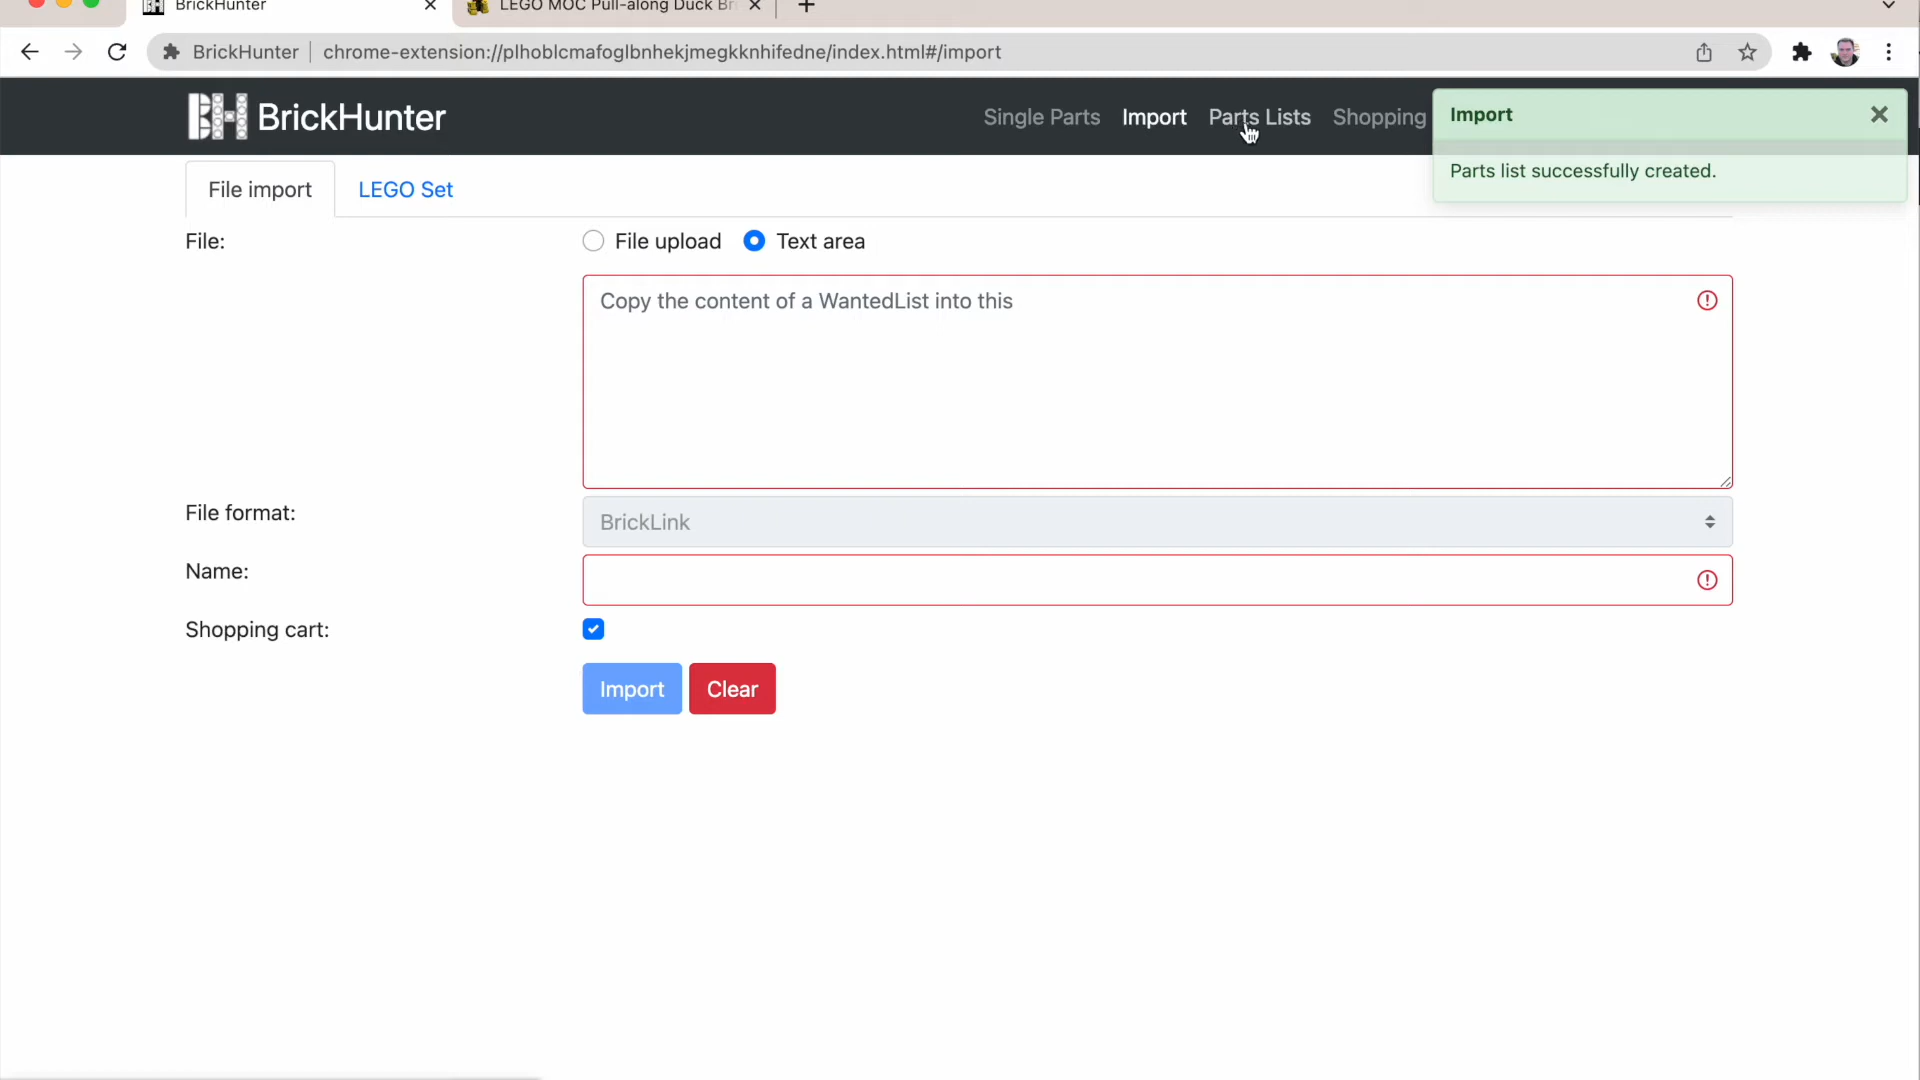 BrickHunter
LEGO MOC Pull-along Duck Br
BrickHunter chrome-extension://plhoblcmafoglbnhekjmegkknhifedne/index.html#/import
BH BrickHunter
Single Parts Import Parts Lists Shopping
Import
Parts list successfully created.
File import LEGO Set
File: File upload Text area
Copy the content of a WantedList into this
File format: BrickLink
Name:
Shopping cart:
Import Clear